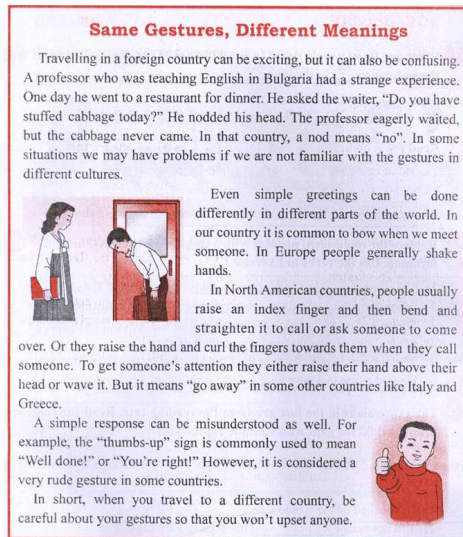 Same Gestures, Different Meanings
Travelling in a foreign country can be exciting, but it can also be confusing.
A professor who was teaching English in Bulgaria had a strange experience.
One day he went to a restaurant for dinner. He asked the waiter, “Do you have
stuffed cabbage today?” He nodded his head. The professor eagerly waited,
but the cabbage never came. In that country, a nod means “no”. In some
situations we may have problems if we are not familiar with the gestures in
different cultures.
Even simple greetings can be done
differently in different parts of the world. In
our country it is common to bow when we meet
someone. In Europe people generally shake
hands.
In North American countries, people usually
raise an index finger and then bend and
straighten it to call or ask someone to come
over. Or they raise the hand and curl the fingers towards them when they call
someone. To get someone’s attention they either raise their hand above their
head or wave it. But it means “go away” in some other countries like Italy and
Greece.
A simple response can be misunderstood as well. For
example, the “thumbs-up” sign is commonly used to mean
“Well done!” or “You’re right!” However, it is considered a
very rude gesture in some countries.
In short, when you travel to a different country, be
careful about your gestures so that you won’t upset anyone.